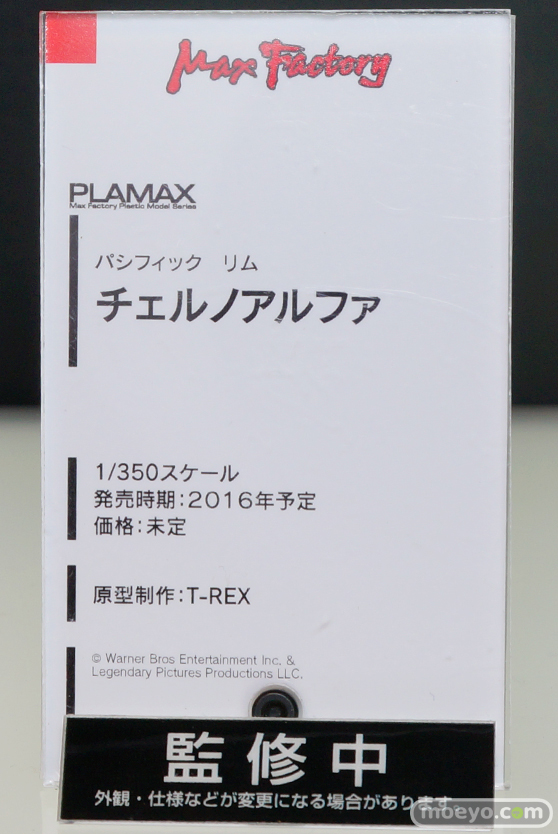 Max Factory
PLAMAX
Max Factory Plastic Model Series
パシフィック リム
チェルノアルファ
1/350スケール
発売時期：2016年予定
価格：未定
原型制作：T-REX
© Warner Bros Entertainment Inc. &
Legendary Pictures Productions LLC.
監修中
外観・仕様などが変更になる場合があります。
moeyo.com